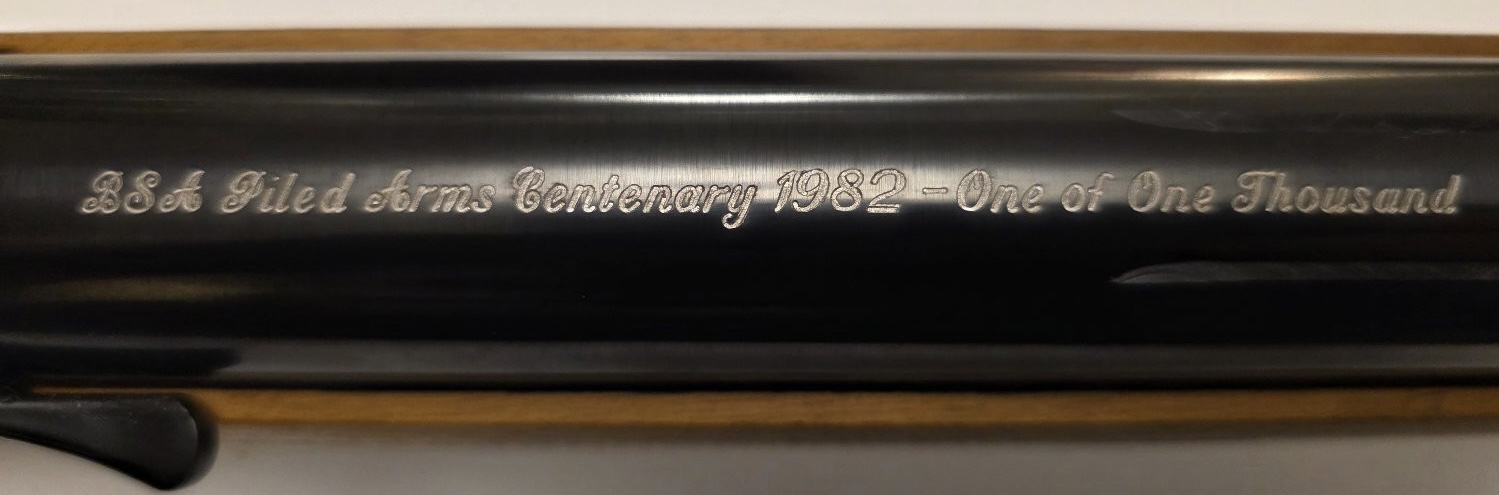 BSA Piled Arms Centenary 1982 - One of One Thousand